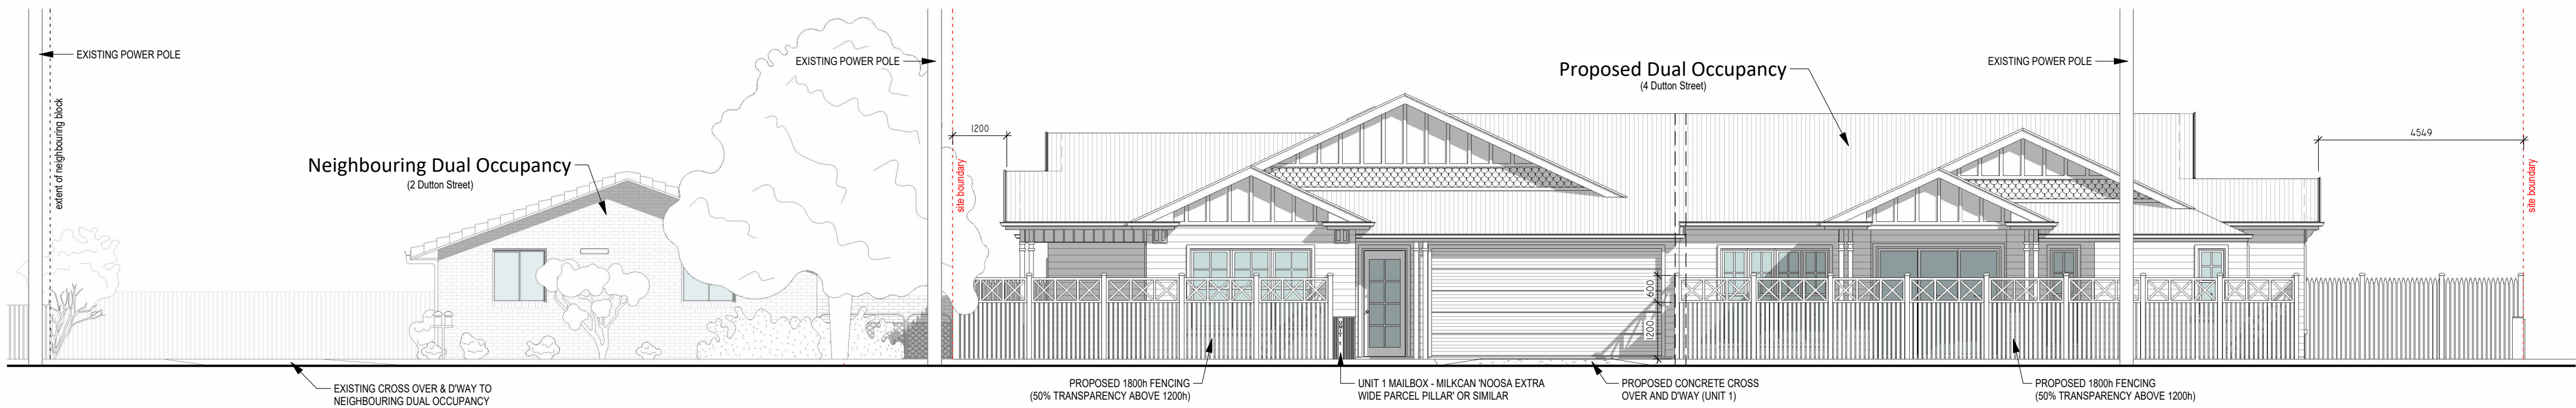 EXISTING POWER POLE
extent of neighbouring block
Neighbouring Dual Occupancy
(2 Dutton Street)
EXISTING CROSS OVER & D'WAY TO
NEIGHBOURING DUAL OCCUPANCY
EXISTING POWER POLE
site boundary
1200
PROPOSED 1800h FENCING
(50% TRANSPARENCY ABOVE 1200h)
UNIT 1
UNIT 1 MAILBOX - MILKCAN 'NOOSA EXTRA
WIDE PARCEL PILLAR' OR SIMILAR
600
1200
PROPOSED CONCRETE CROSS
OVER AND D'WAY (UNIT 1)
Proposed Dual Occupancy
(4 Dutton Street)
EXISTING POWER POLE
PROPOSED 1800h FENCING
(50% TRANSPARENCY ABOVE 1200h)
4549
site boundary